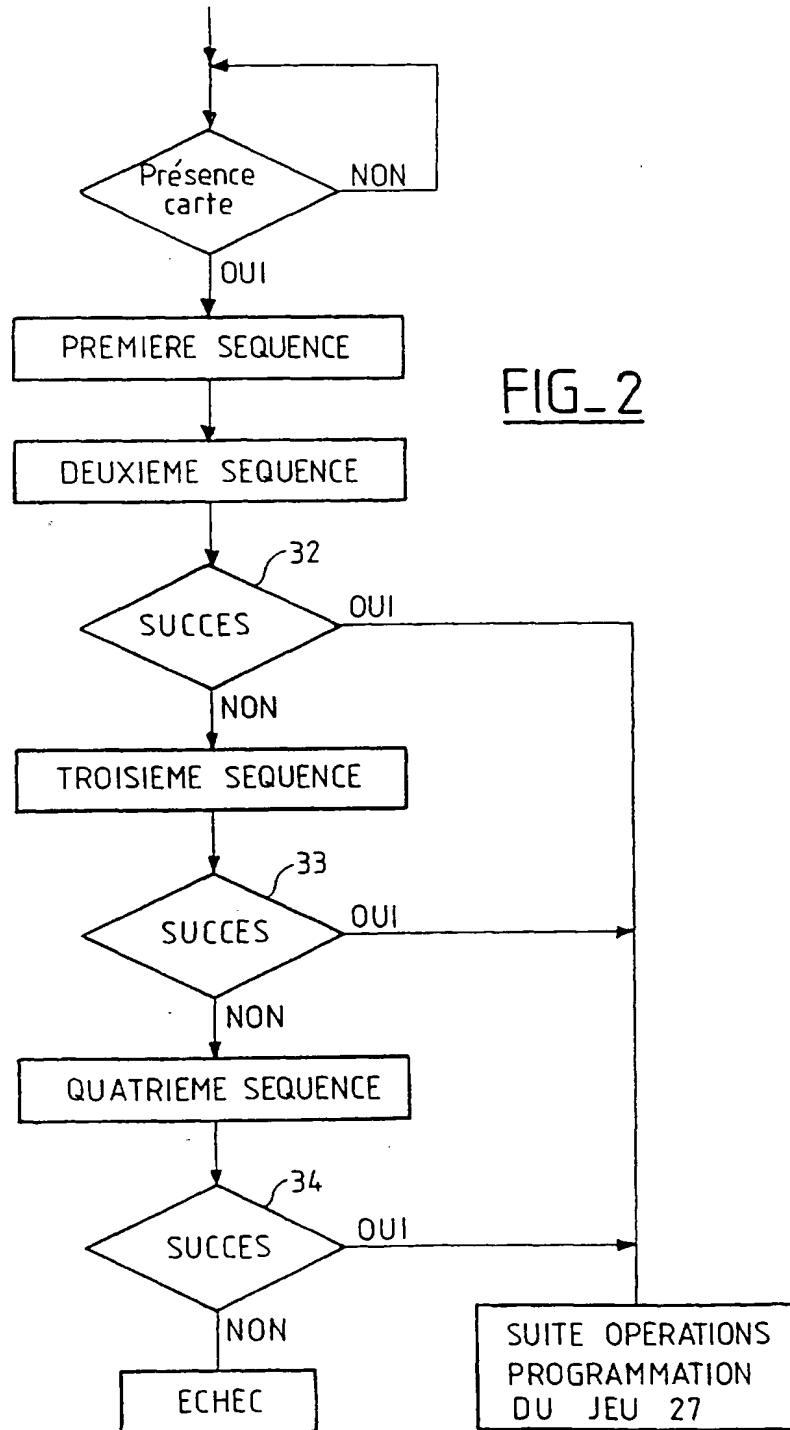 Présence
carte
NON
OUI
PREMIERE SEQUENCE
FIG_2
DEUXIEME SEQUENCE
32
OUI
SUCCES
NON
TROISIEME SEQUENCE
33
OUI
SUCCES
NON
QUATRIEME SEQUENCE
34
OUI
SUCCES
NON
SUITE OPERATIONS
PROGRAMMATION
DU JEU 27
ECHEC